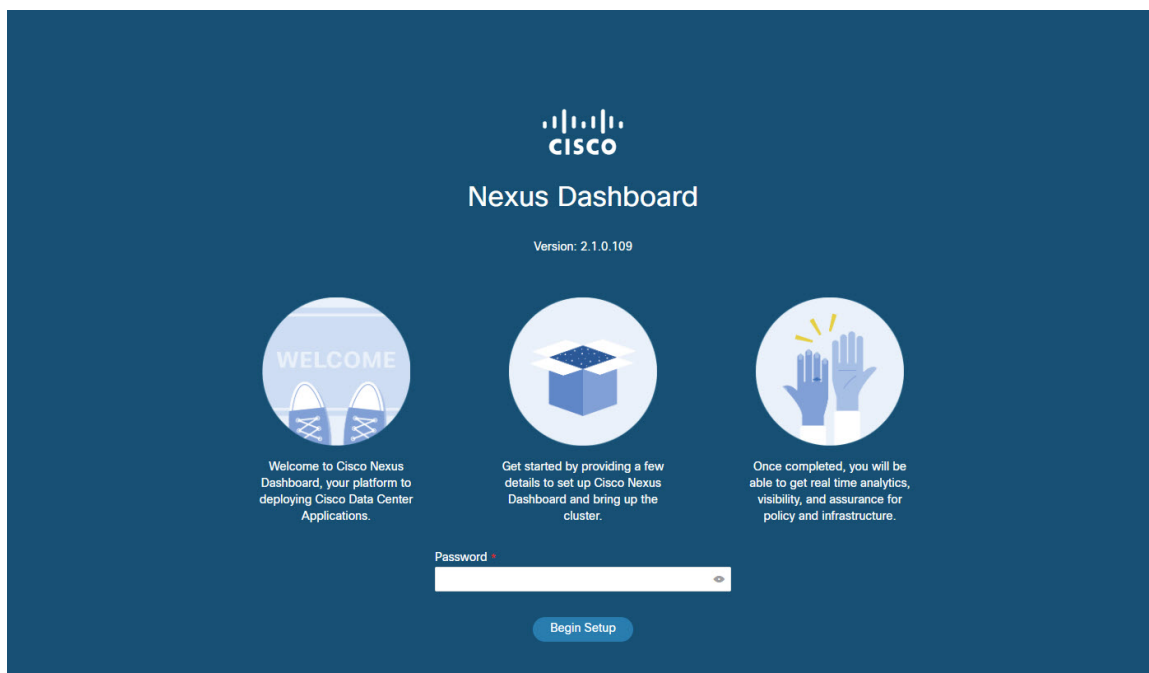 CISCO
Nexus Dashboard
Version: 2.1.0.109
WELCOME
Welcome to Cisco Nexus
Dashboard, your platform to
deploying Cisco Data Center
Applications.
Get started by providing a few
details to set up Cisco Nexus
Dashboard and bring up the
cluster.
Once completed, you will be
able to get real time analytics,
visibility, and assurance for
policy and infrastructure.
Password *
Begin Setup